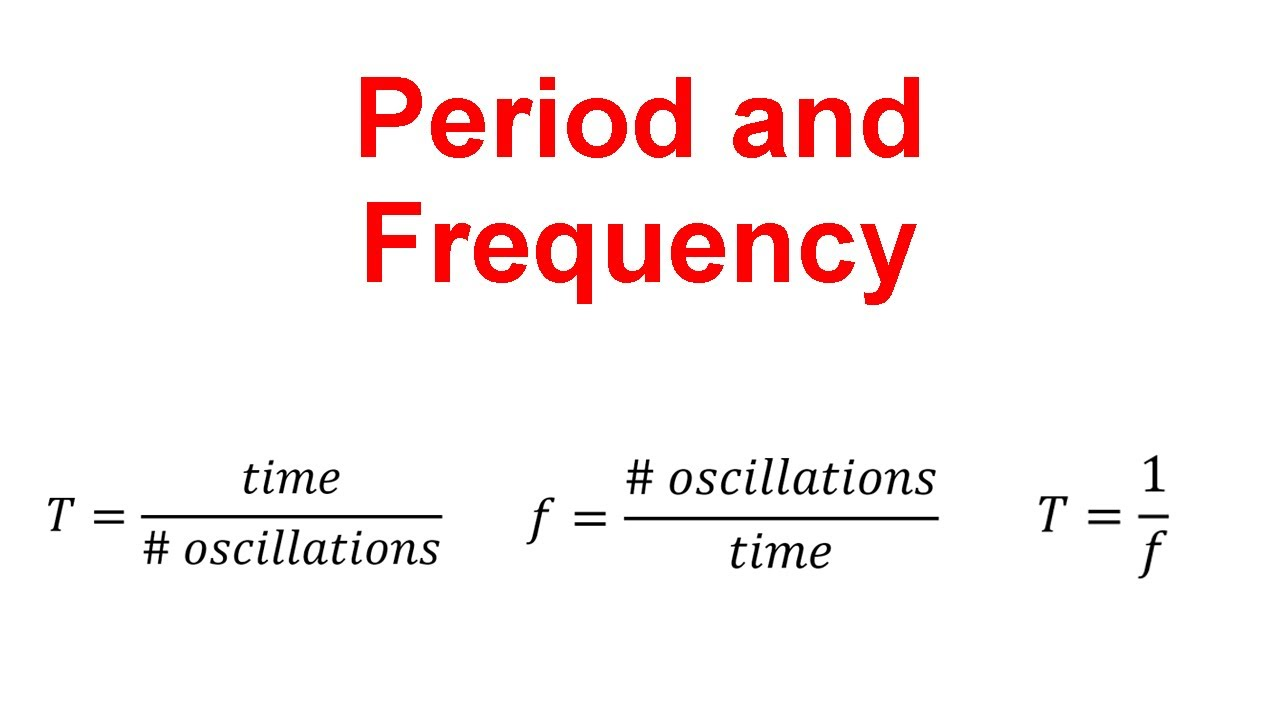 Period and
Frequency
T = time / # oscillations
f = # oscillations / time
T = 1 / f